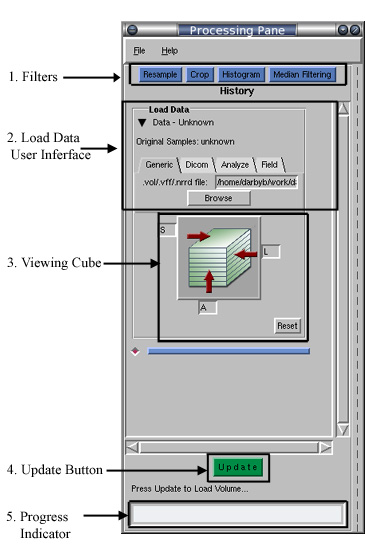 Processing Pane
File Help
1. Filters
Resample Crop Histogram Median Filtering
History
Load Data
Data - Unknown
2. Load Data
User Inferface
Original Samples: unknown
Generic \ Dicom \ Analyze \ Field \
.vol/.vff/.nrrd file: /home/darbyb/work/d
Browse
S
3. Viewing Cube
L
A
Reset
4. Update Button
Update
Press Update to Load Volume...
5. Progress
Indicator